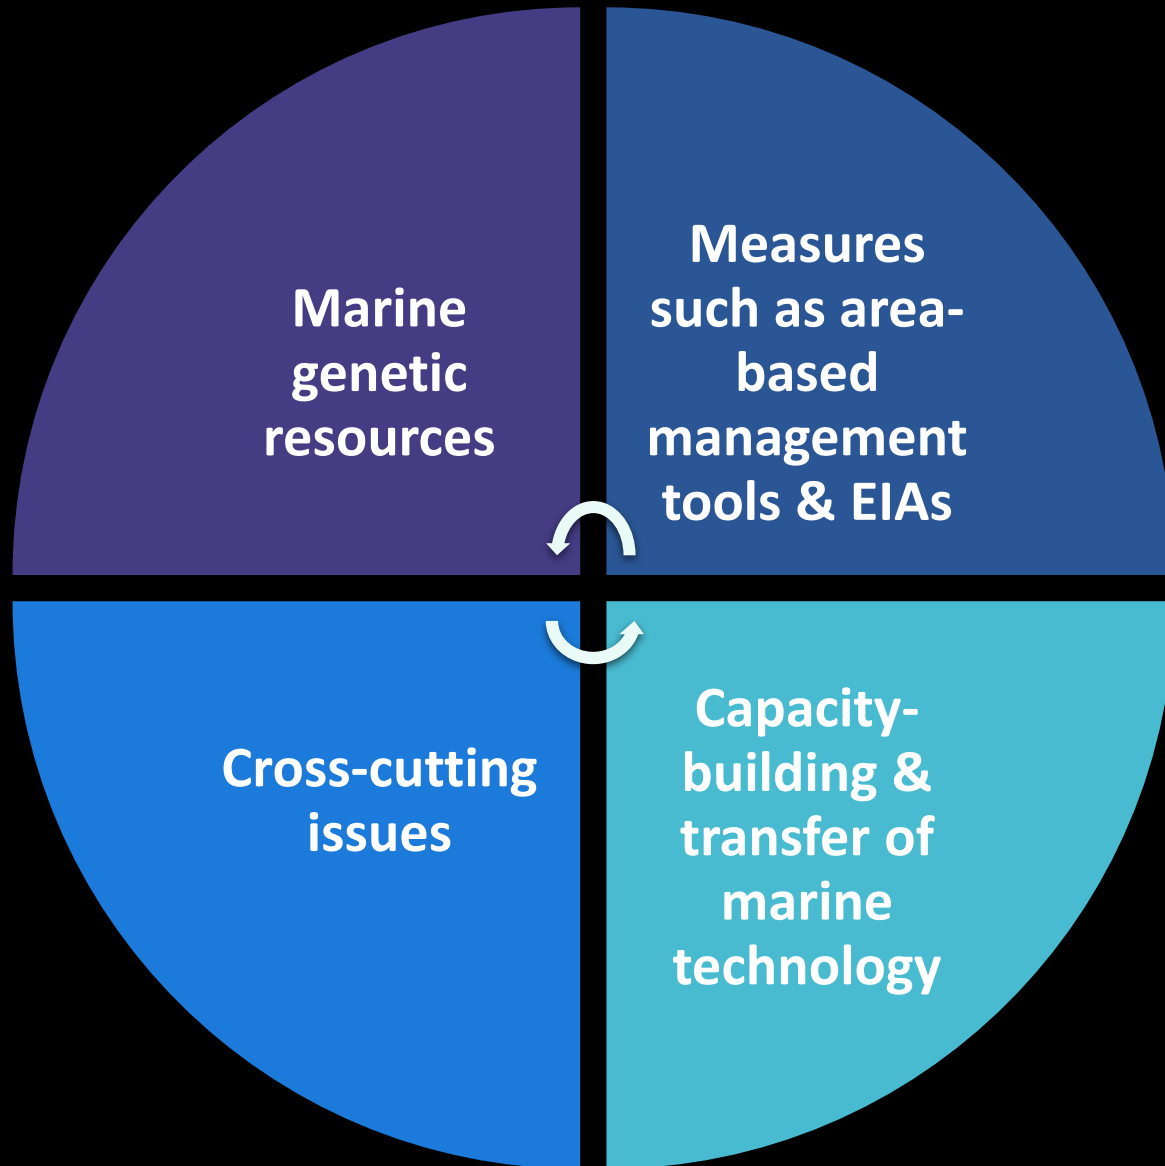 Marine
genetic
resources
Measures
such as area-
based
management
tools & EIAs
Cross-cutting
issues
Capacity-
building &
transfer of
marine
technology